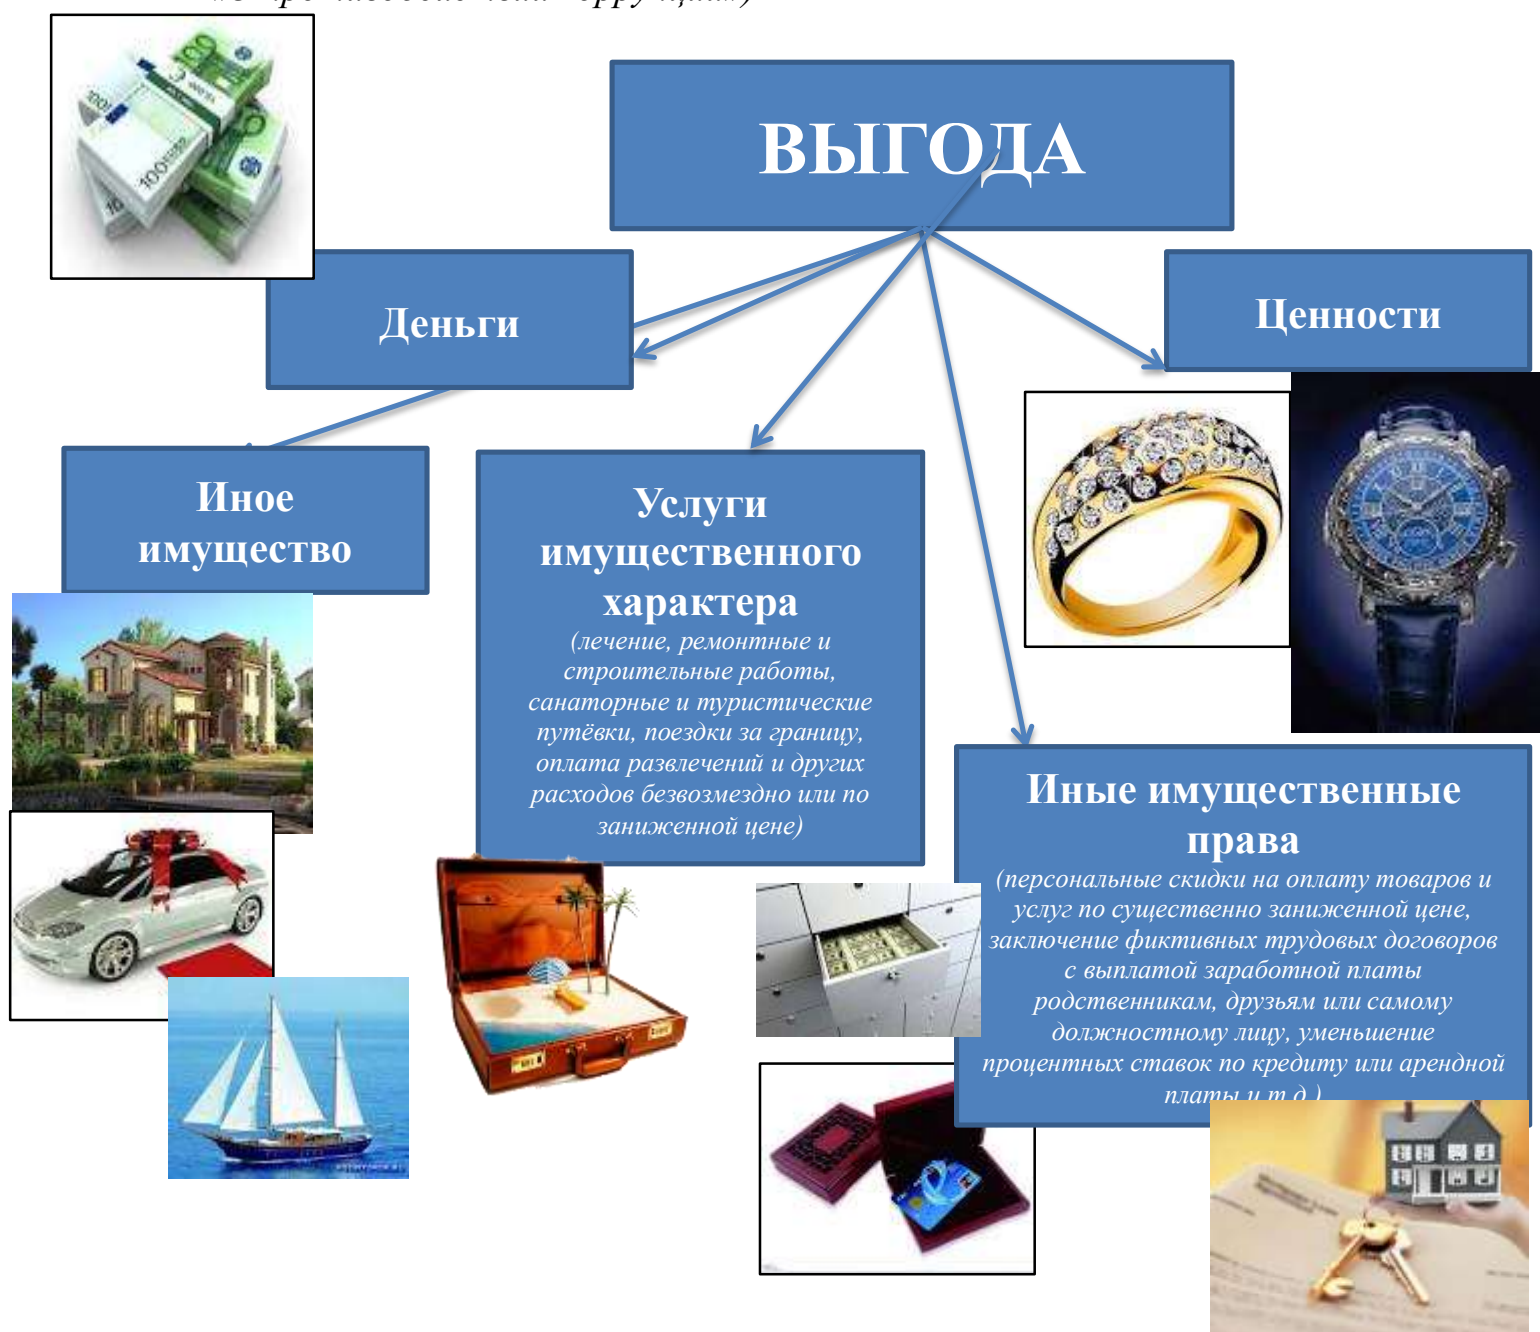 ВЫГОДА
Деньги
Ценности
Иное
имущество
Услуги
имущественного
характера
(лечение, ремонтные и
строительные работы,
санаторные и туристические
путёвки, поездки за границу,
оплата развлечений и других
расходов безвозмездно или по
заниженной цене)
Иные имущественные
права
(персональные скидки на оплату товаров и
услуг по существенно заниженной цене,
заключение фиктивных трудовых договоров
с выплатой заработной платы
родственникам, друзьям или самому
должностному лицу, уменьшение
процентных ставок по кредиту или арендной
платы и т.д.)